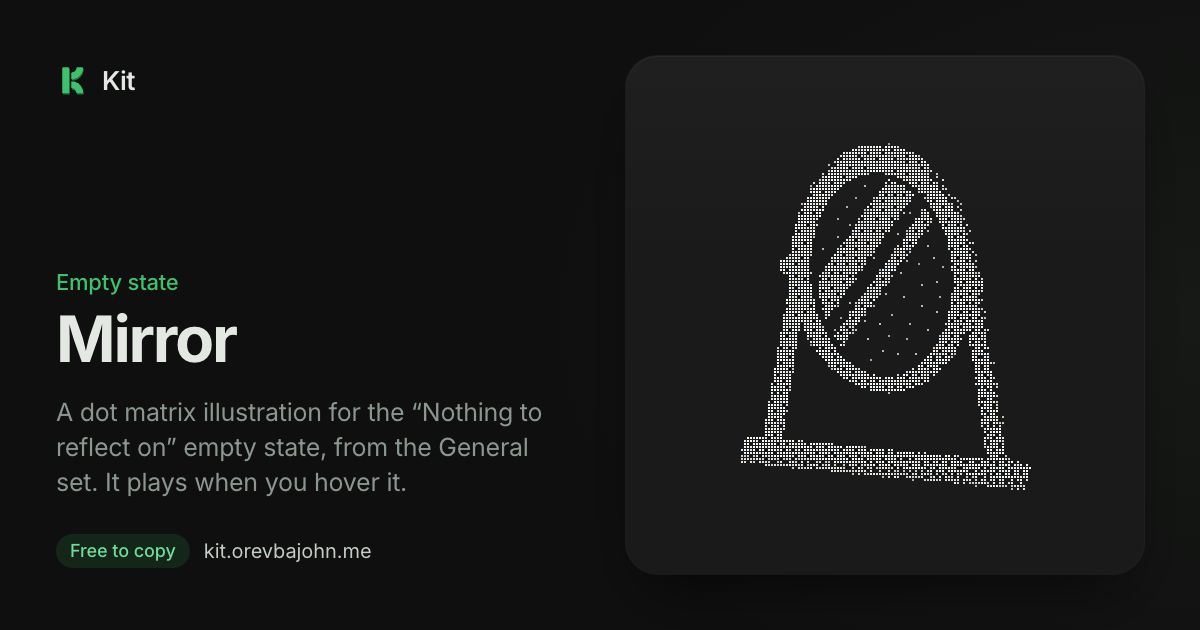 Kit
Empty state
Mirror
A dot matrix illustration for the “Nothing to
reflect on” empty state, from the General
set. It plays when you hover it.
Free to copy
kit.orevbajohn.me